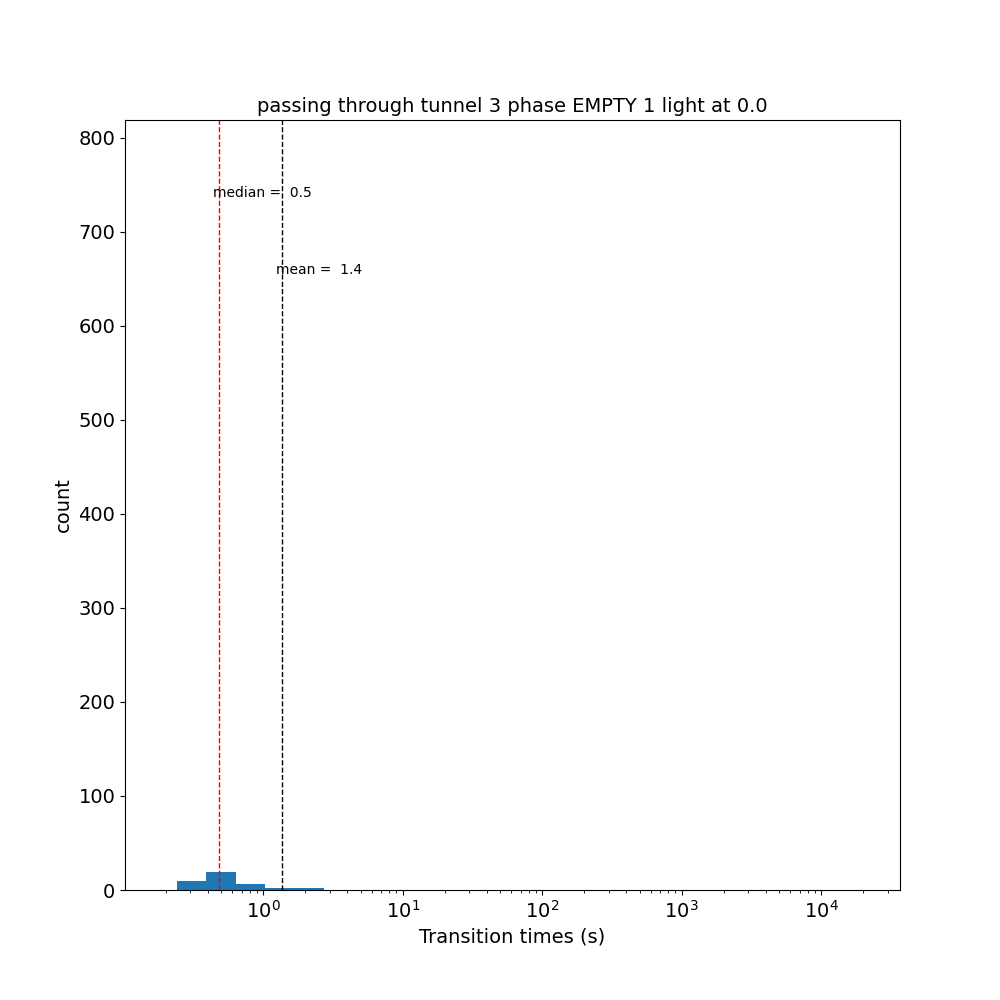 passing through tunnel 3 phase EMPTY 1 light at 0.0
800
median = 0.5
700
mean = 1.4
600
500
count
400
300
200
100
0
10^0 10^1 10^2 10^3 10^4
Transition times (s)